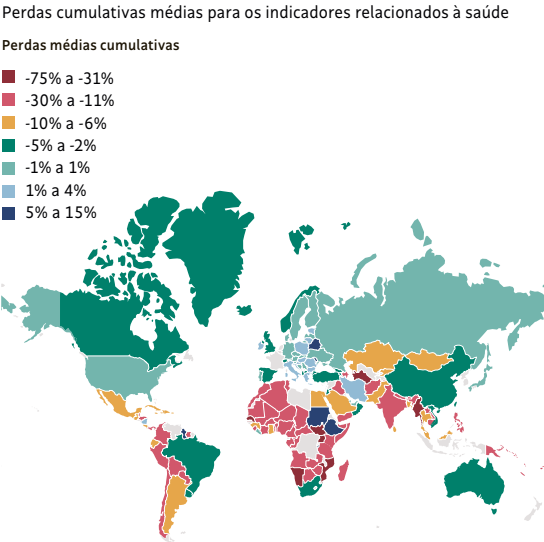 Perdas cumulativas médias para os indicadores relacionados à saúde
Perdas médias cumulativas
-75% a -31%
-30% a -11%
-10% a -6%
-5% a -2%
-1% a 1%
1% a 4%
5% a 15%